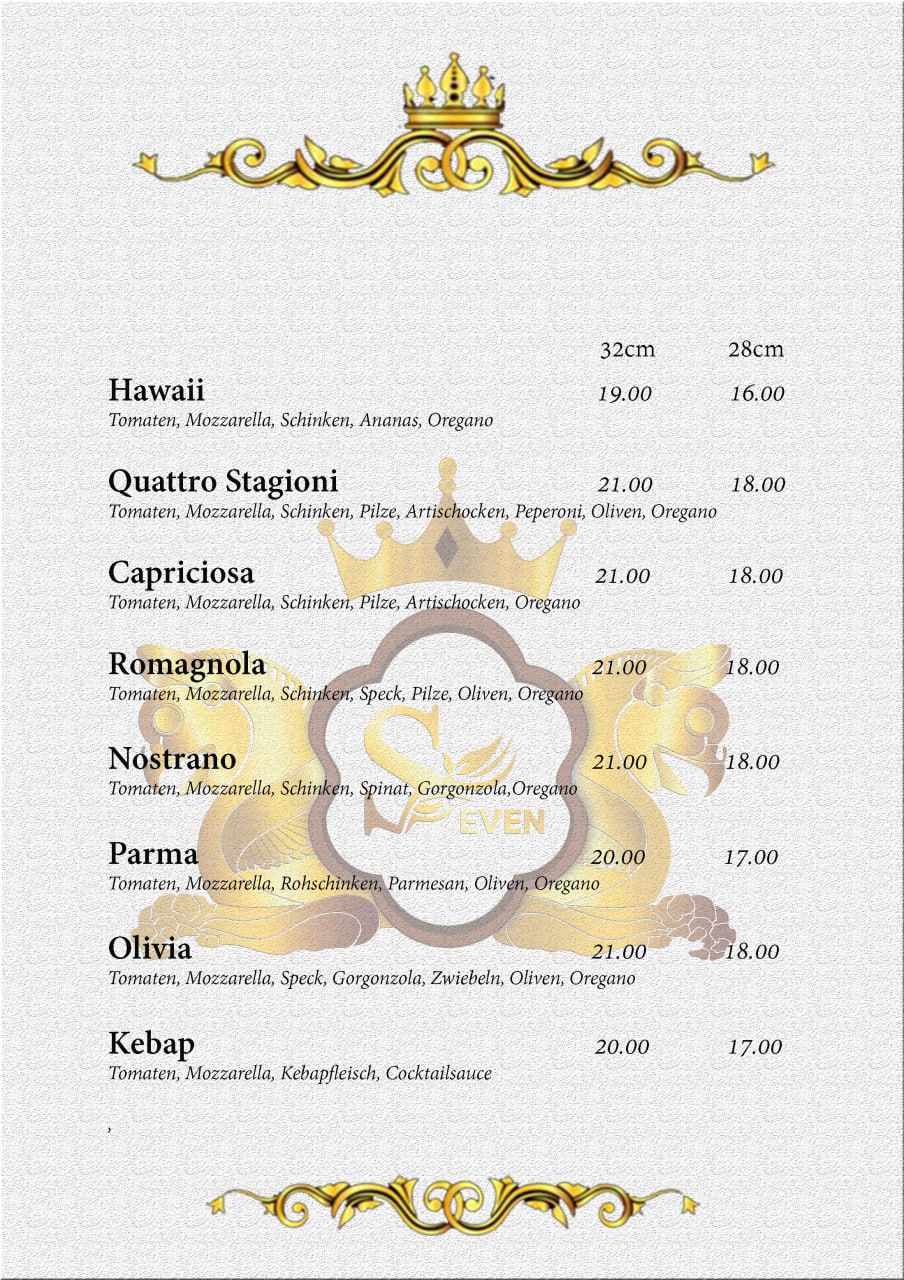 32cm 28cm
Hawaii 19.00 16.00
Tomaten, Mozzarella, Schinken, Ananas, Oregano
Quattro Stagioni 21.00 18.00
Tomaten, Mozzarella, Schinken, Pilze, Artischocken, Peperoni, Oliven, Oregano
Capriciosa 21.00 18.00
Tomaten, Mozzarella, Schinken, Pilze, Artischocken, Oregano
Romagnola 21.00 18.00
Tomaten, Mozzarella, Schinken, Speck, Pilze, Oliven, Oregano
Nostrano 21.00 18.00
Tomaten, Mozzarella, Schinken, Spinat, Gorgonzola,Oregano
SEVEN
Parma 20.00 17.00
Tomaten, Mozzarella, Rohschinken, Parmesan, Oliven, Oregano
Olivia 21.00 18.00
Tomaten, Mozzarella, Speck, Gorgonzola, Zwiebeln, Oliven, Oregano
Kebap 20.00 17.00
Tomaten, Mozzarella, Kebapfleisch, Cocktailsauce
,